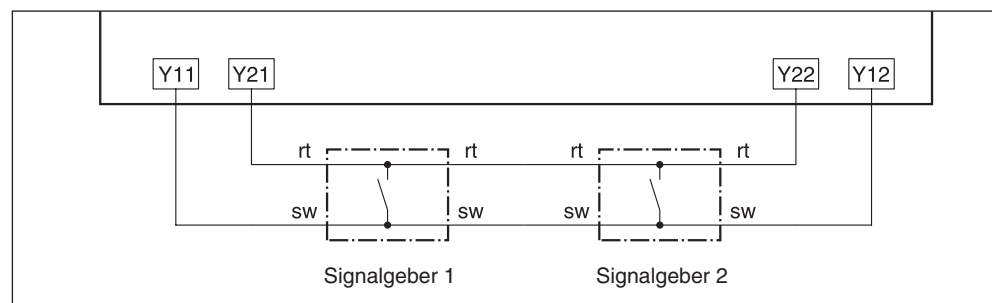 Y11 Y21 Y22 Y12
rt rt rt rt
sw sw sw sw
Signalgeber 1 Signalgeber 2